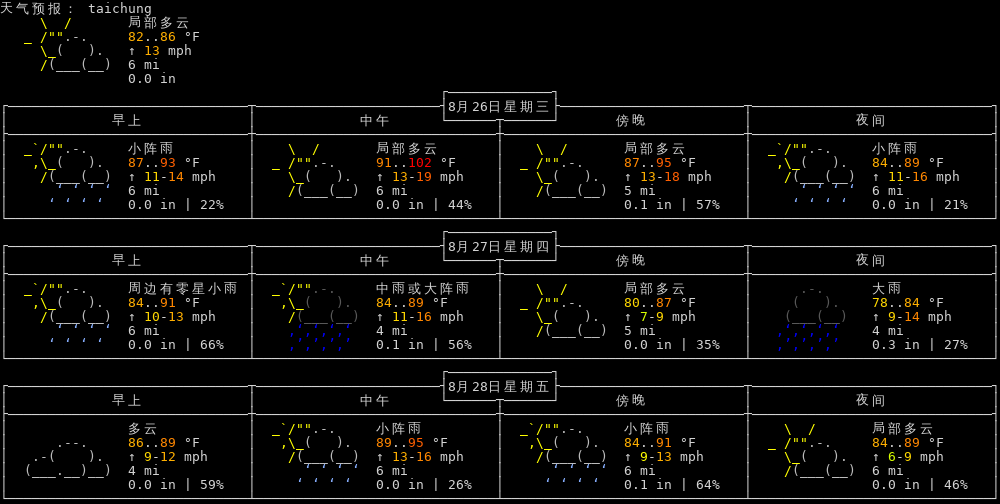 天气预报： taichung
局部多云
82..86 °F
↑ 13 mph
6 mi
0.0 in
8月26日星期三
早上 中午 傍晚 夜间
小阵雨 局部多云 局部多云 小阵雨
87..93 °F 91..102 °F 87..95 °F 84..89 °F
↑ 11-14 mph ↑ 13-19 mph ↑ 13-18 mph ↑ 11-16 mph
6 mi 6 mi 5 mi 6 mi
0.0 in | 22% 0.0 in | 44% 0.1 in | 57% 0.0 in | 21%
8月27日星期四
早上 中午 傍晚 夜间
周边有零星小雨 中雨或大阵雨 局部多云 大雨
84..91 °F 84..89 °F 80..87 °F 78..84 °F
↑ 10-13 mph ↑ 11-16 mph ↑ 7-9 mph ↑ 9-14 mph
6 mi 4 mi 5 mi 4 mi
0.0 in | 66% 0.1 in | 56% 0.0 in | 35% 0.3 in | 27%
8月28日星期五
早上 中午 傍晚 夜间
多云 小阵雨 小阵雨 局部多云
86..89 °F 89..95 °F 84..91 °F 84..89 °F
↑ 9-12 mph ↑ 13-16 mph ↑ 9-13 mph ↑ 6-9 mph
4 mi 6 mi 6 mi 6 mi
0.0 in | 59% 0.0 in | 26% 0.1 in | 64% 0.0 in | 46%